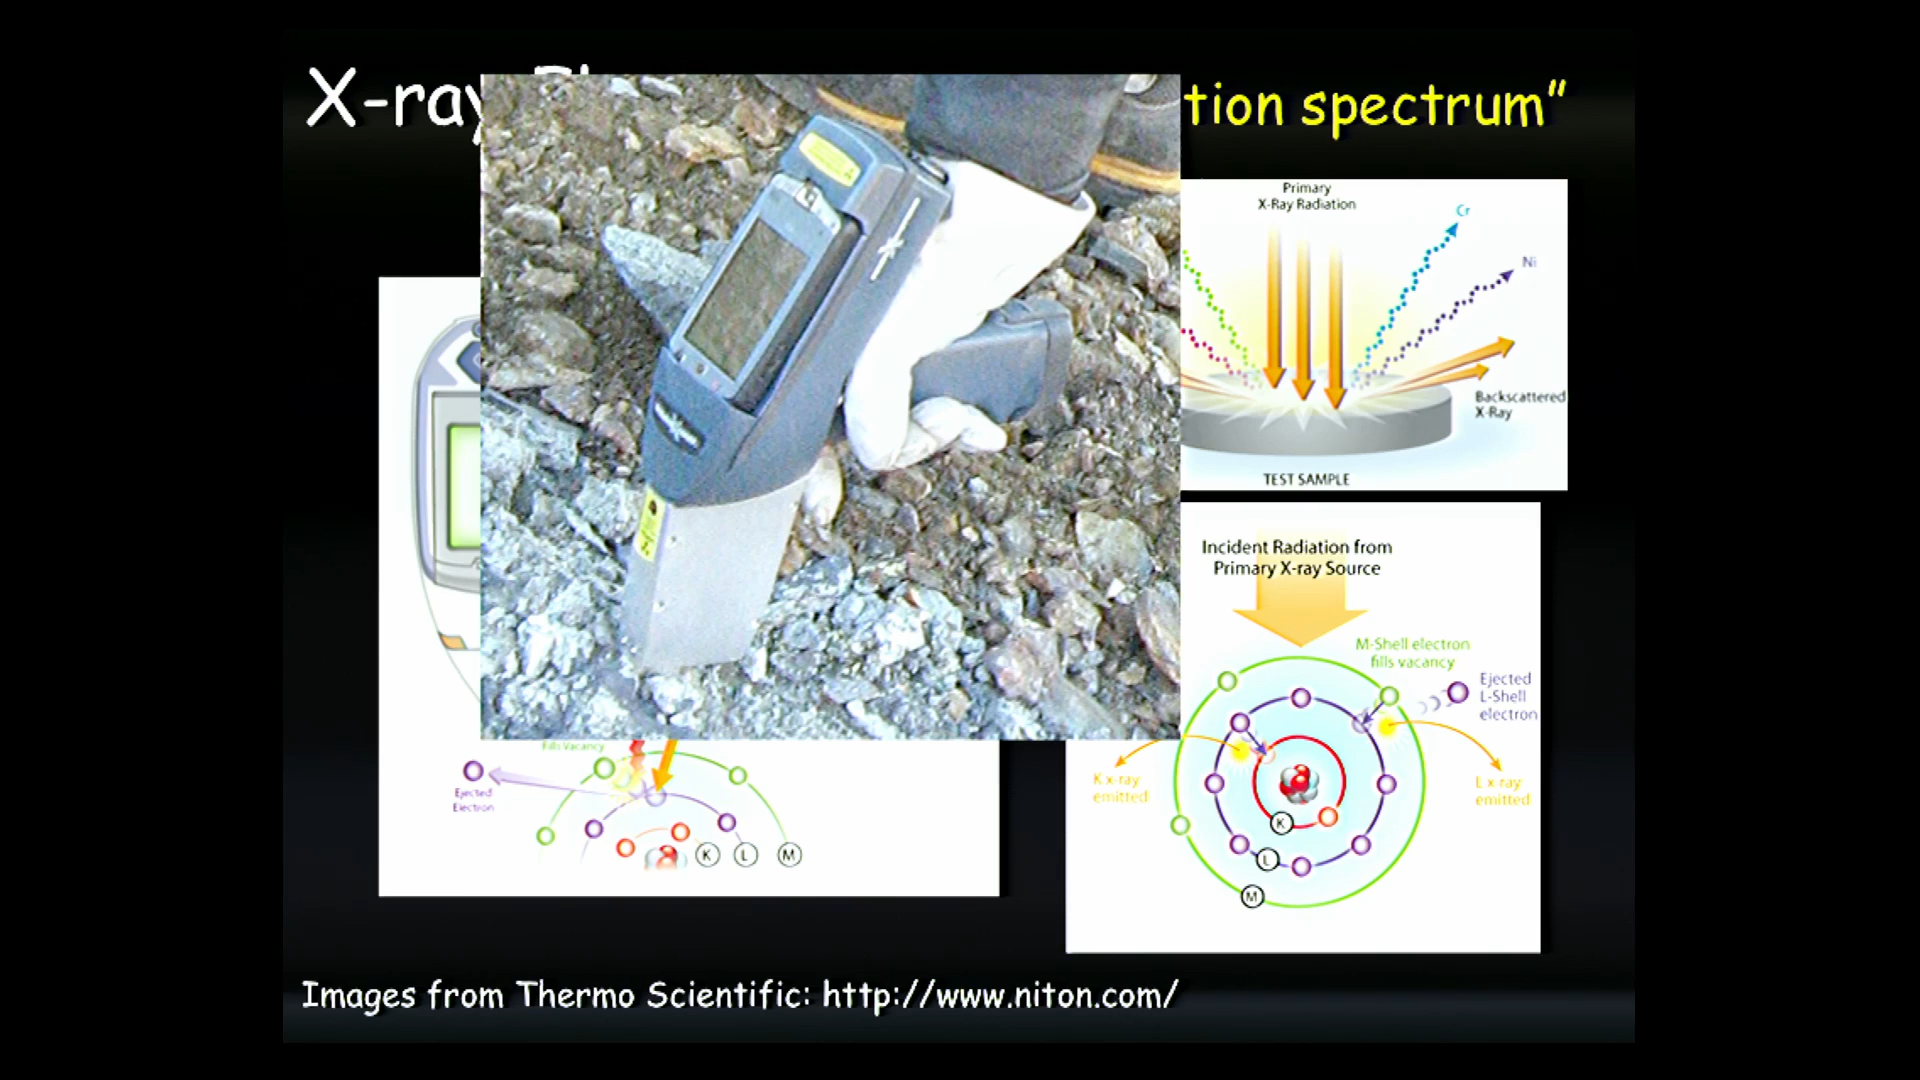 X-ray
tion spectrum”
Primary
X-Ray Radiation
Cr
Ni
Backscattered
X-Ray
TEST SAMPLE
Incident Radiation from
Primary X-ray Source
M-Shell electron
fills vacancy
Ejected
L-Shell
electron
K x-ray
emitted
L x-ray
emitted
K
L
M
Fills Vacancy
Ejected
Electron
K L M
Images from Thermo Scientific: http://www.niton.com/